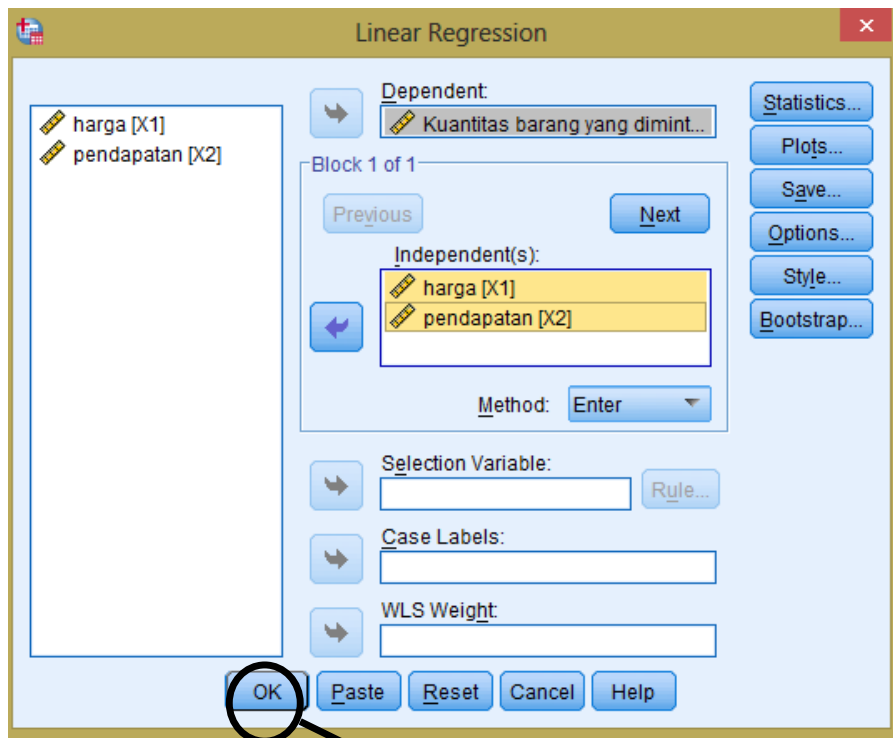 Linear Regression
harga [X1]
pendapatan [X2]
Dependent:
Kuantitas barang yang dimint...
Block 1 of 1
Previous
Next
Independent(s):
harga [X1]
pendapatan [X2]
Method:
Enter
Selection Variable:
Rule...
Case Labels:
WLS Weight:
Statistics...
Plots...
Save...
Options...
Style...
Bootstrap...
OK
Paste
Reset
Cancel
Help